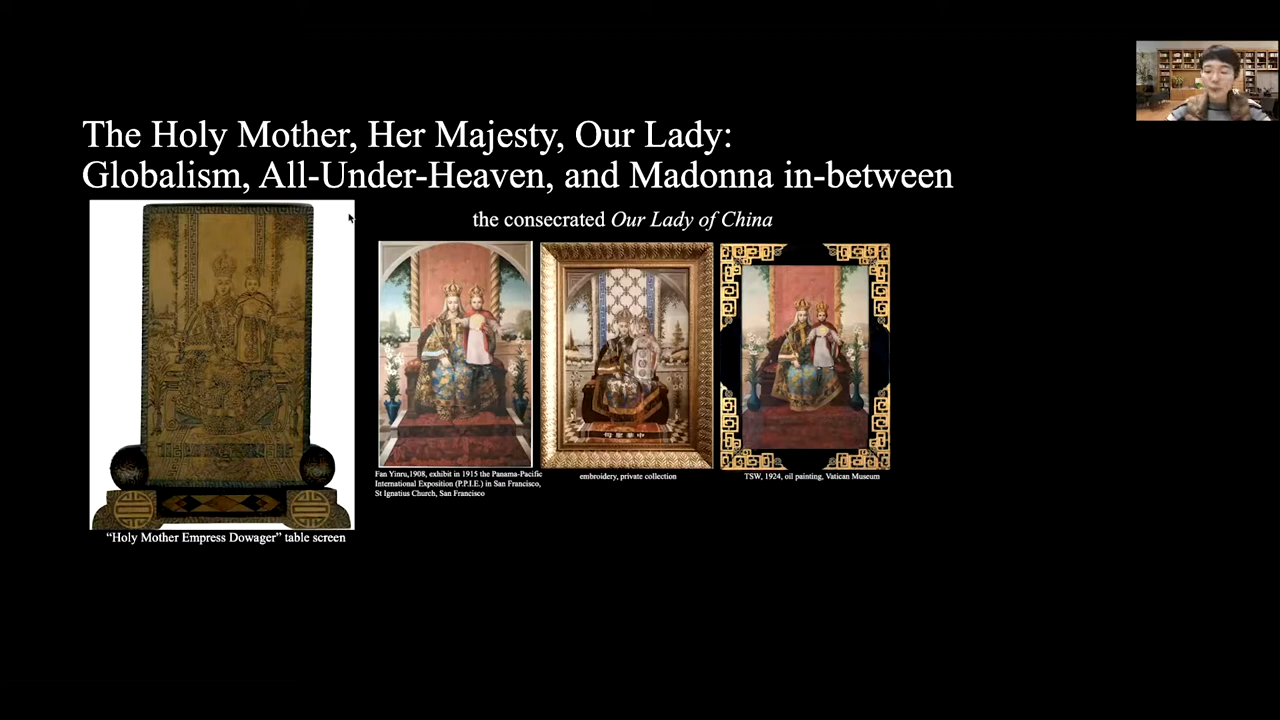 The Holy Mother, Her Majesty, Our Lady:
Globalism, All-Under-Heaven, and Madonna in-between
the consecrated Our Lady of China
Fan Yinru,1908, exhibit in 1915 the Panama-Pacific
International Exposition (P.P.I.E.) in San Francisco,
St Ignatius Church, San Francisco
embroidery, private collection
TSW, 1924, oil painting, Vatican Museum
“Holy Mother Empress Dowager” table screen